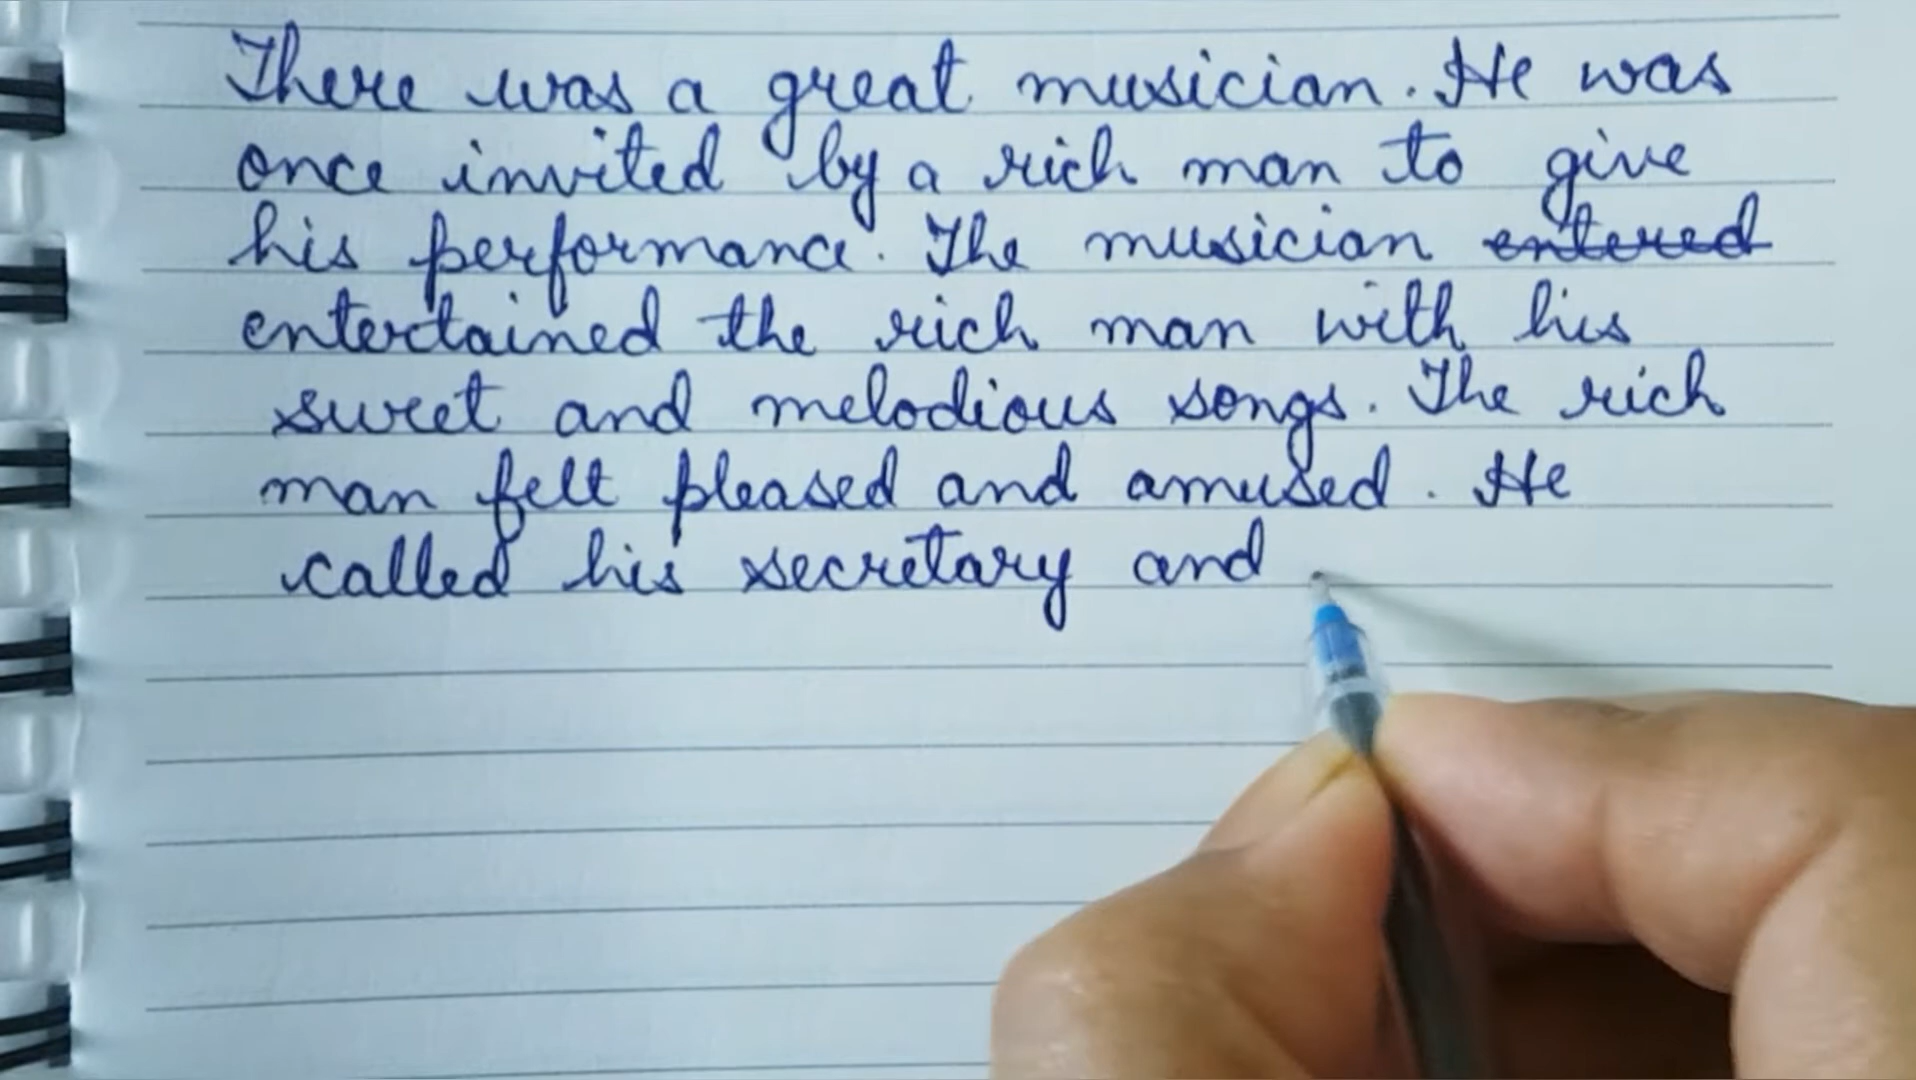 There was a great musician. He was
once invited by a rich man to give
his performance. The musician entered
entertained the rich man with his
sweet and melodious songs. The rich
man felt pleased and amused. He
called his secretary and